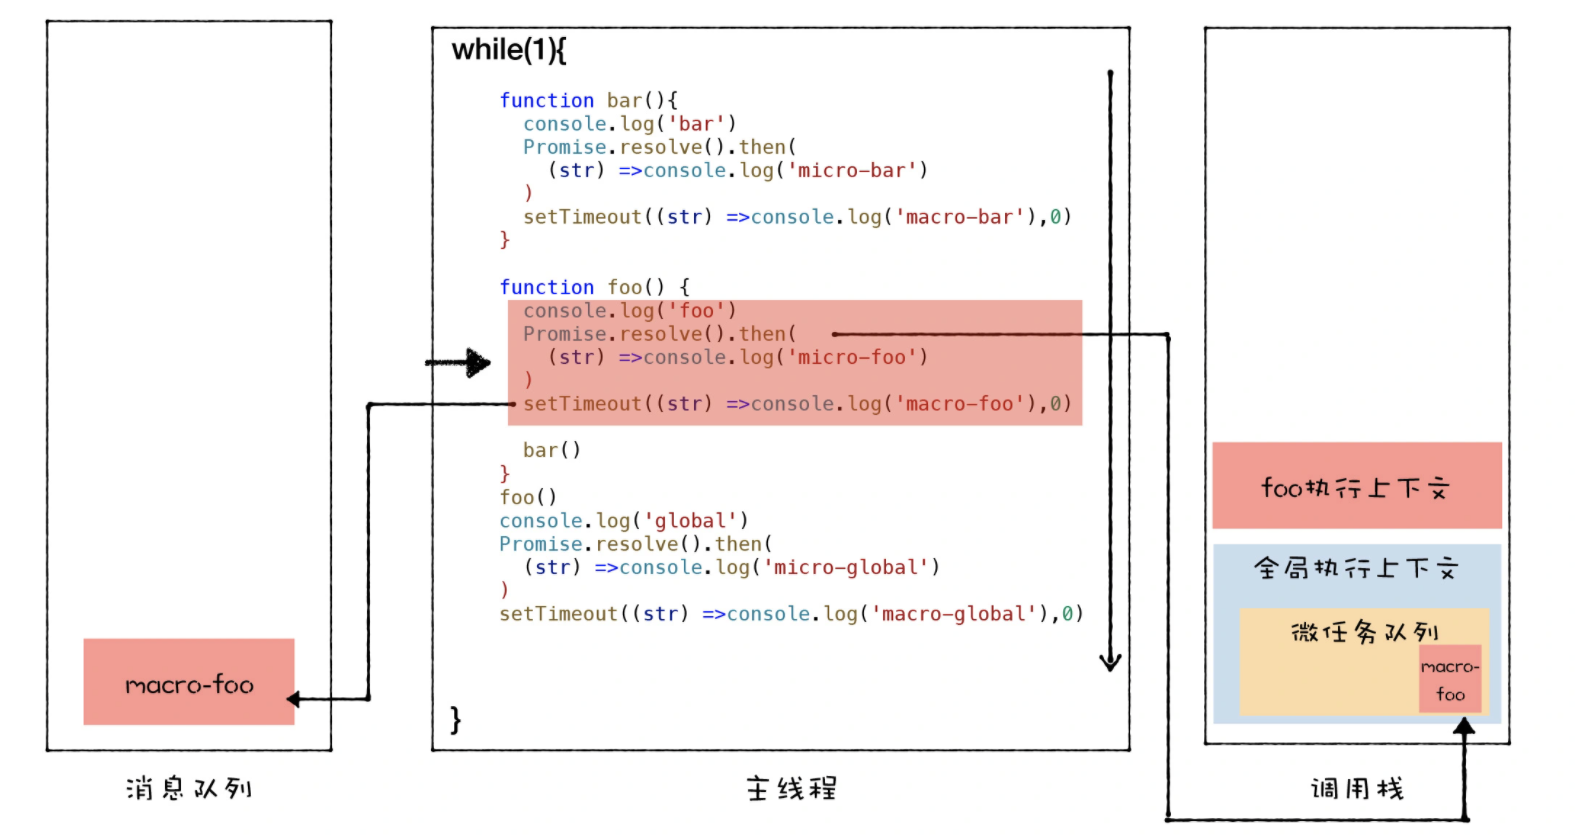 while(1){
function bar(){
console.log('bar')
Promise.resolve().then(
(str) =>console.log('micro-bar')
)
setTimeout((str) =>console.log('macro-bar'),0)
}
function foo() {
console.log('foo')
Promise.resolve().then(
(str) =>console.log('micro-foo')
)
setTimeout((str) =>console.log('macro-foo'),0)
bar()
}
foo()
console.log('global')
Promise.resolve().then(
(str) =>console.log('micro-global')
)
setTimeout((str) =>console.log('macro-global'),0)
}
macro-foo
foo执行上下文
全局执行上下文
微任务队列
macro-
foo
消息队列
主线程
调用栈